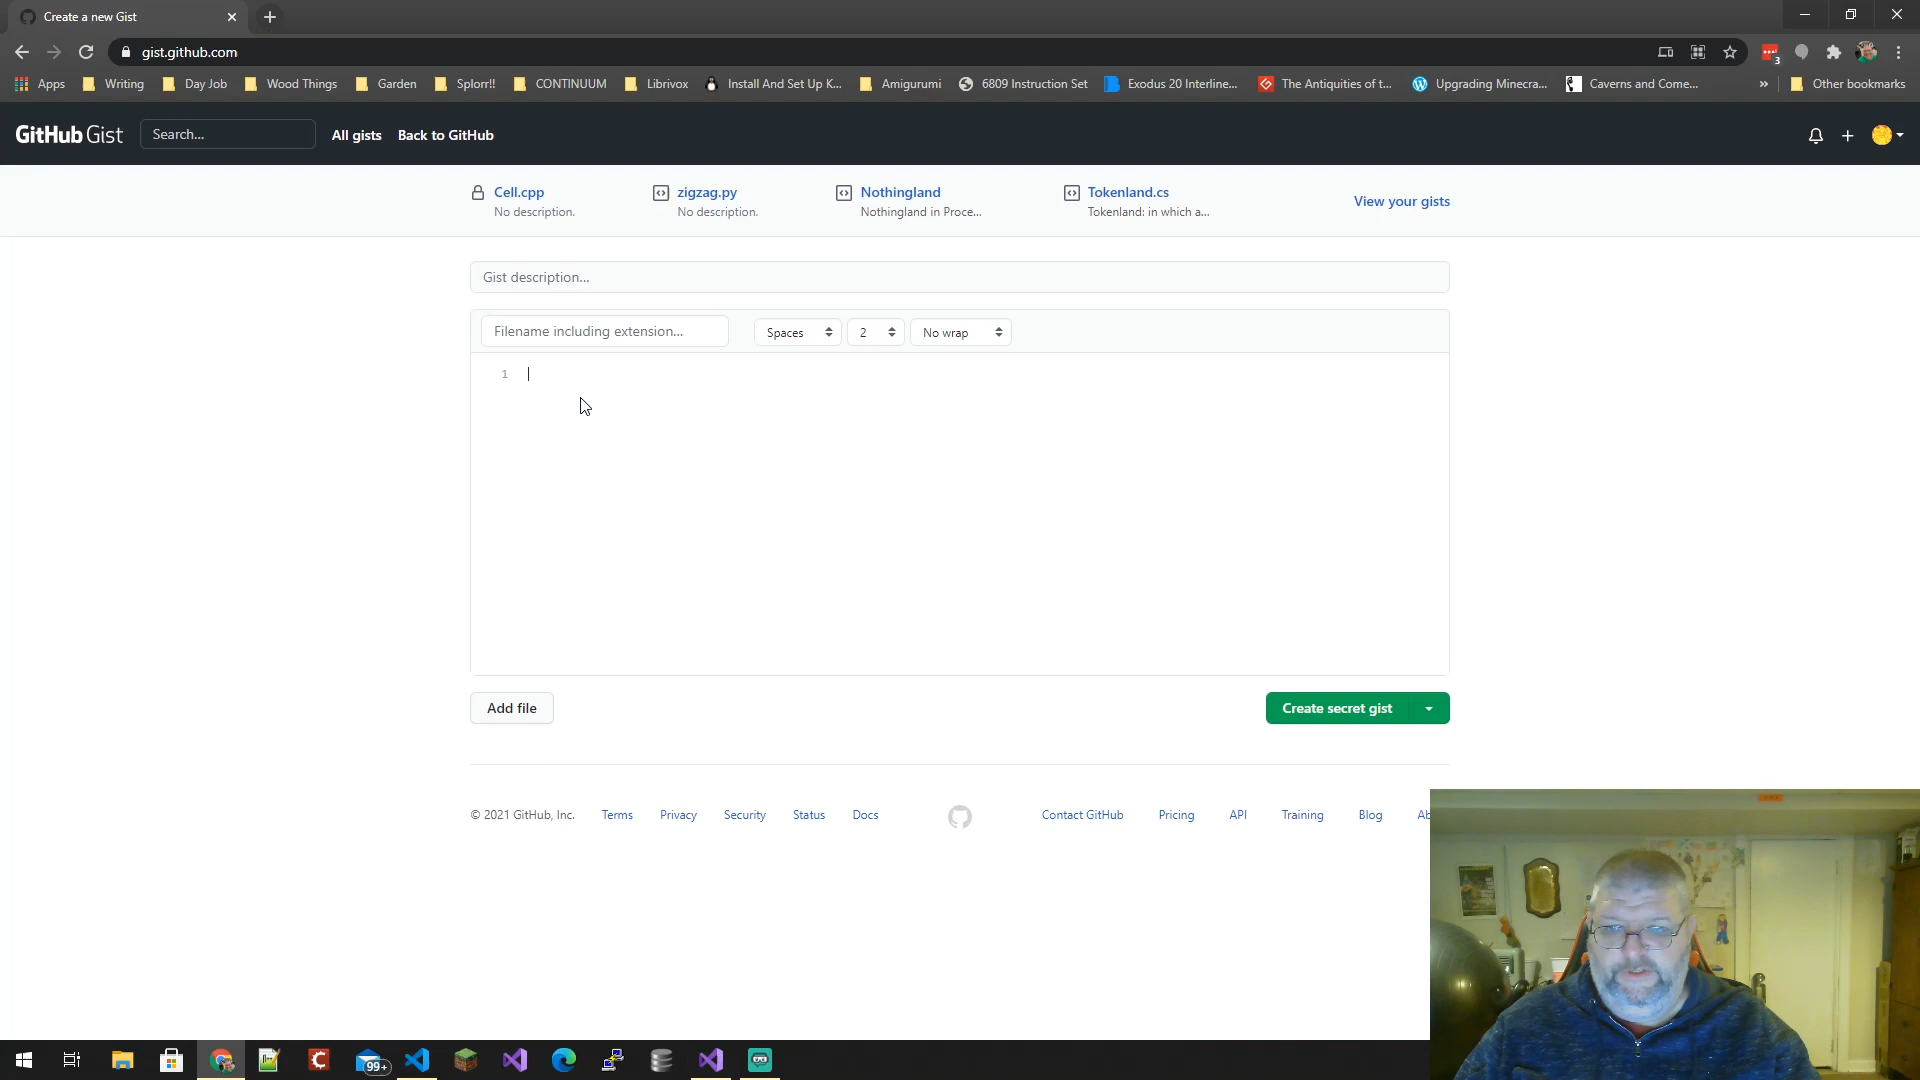 Create a new Gist
gist.github.com
3
Apps Writing Day Job Wood Things Garden Splorr!! CONTINUUM Librivox Install And Set Up K... Amigurumi 6809 Instruction Set Exodus 20 Interline... The Antiquities of t... Upgrading Minecra... Caverns and Come... » Other bookmarks
GitHub Gist Search... All gists Back to GitHub
Cell.cpp zigzag.py Nothingland Tokenland.cs
No description. No description. Nothingland in Proce... Tokenland: in which a...
View your gists
Gist description...
Filename including extension... Spaces 2 No wrap
1
Add file Create secret gist
© 2021 GitHub, Inc. Terms Privacy Security Status Docs Contact GitHub Pricing API Training Blog Ab
99+